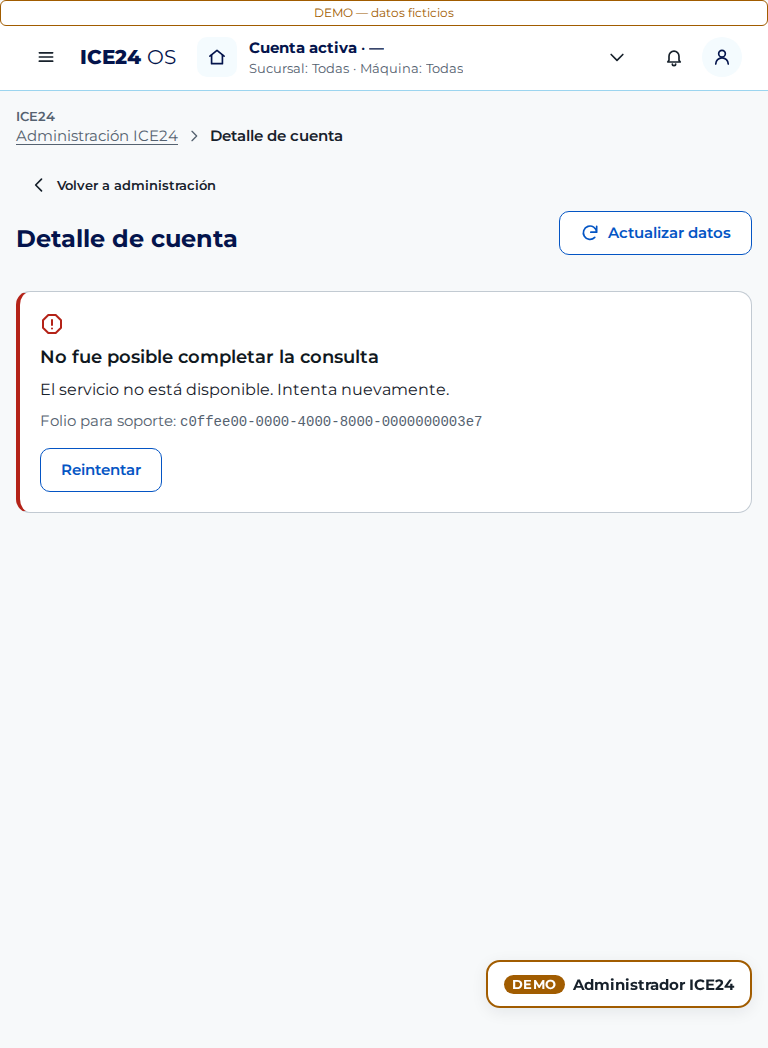 DEMO — datos ficticios
ICE24 OS
Cuenta activa · —
Sucursal: Todas · Máquina: Todas
ICE24
Administración ICE24 > Detalle de cuenta
Volver a administración
Detalle de cuenta
Actualizar datos
No fue posible completar la consulta
El servicio no está disponible. Intenta nuevamente.
Folio para soporte: c0ffee00-0000-4000-8000-0000000003e7
Reintentar
DEMO Administrador ICE24